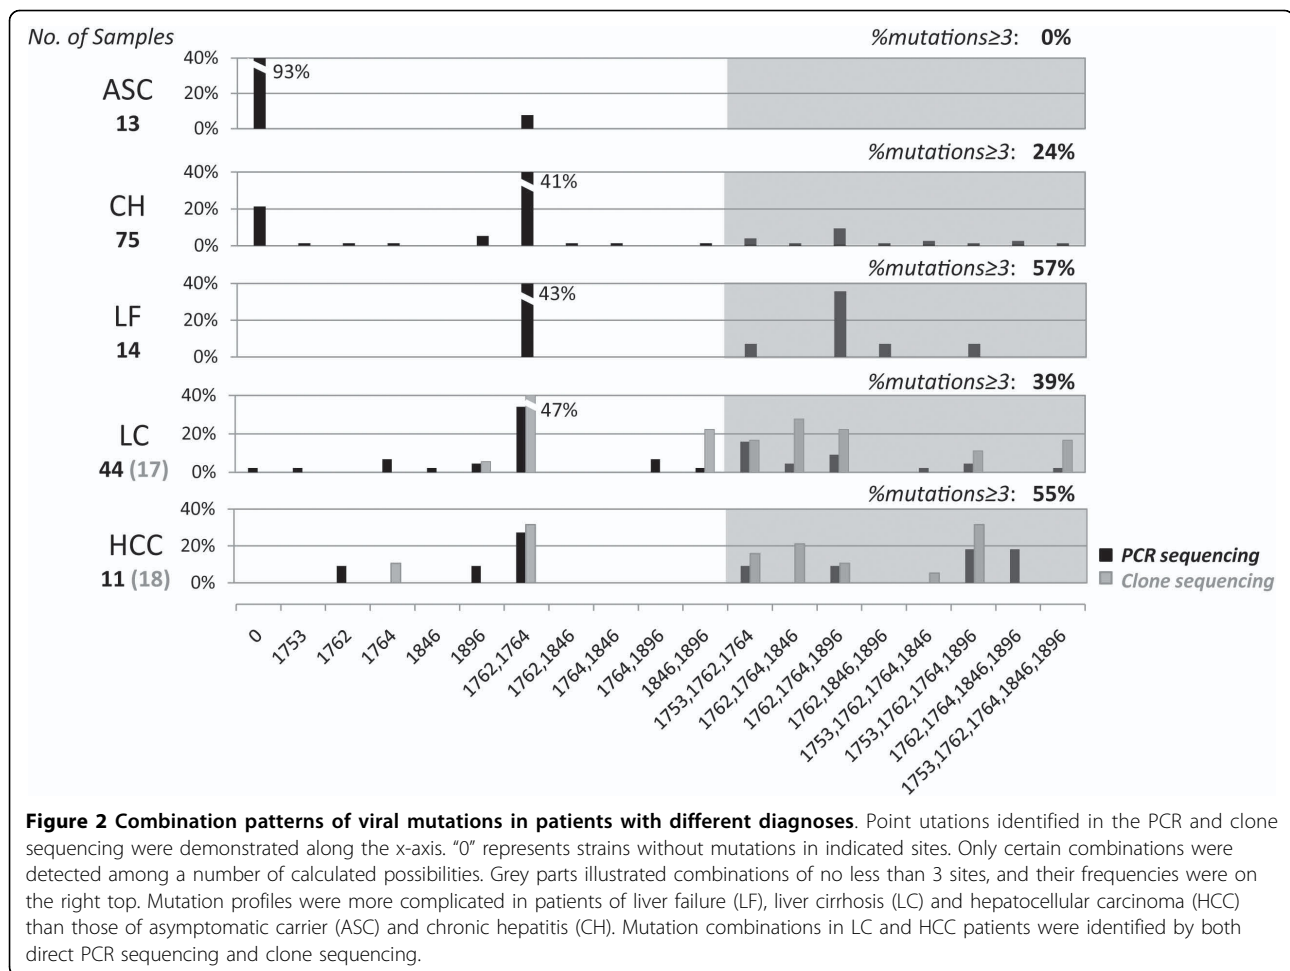 No. of Samples
%mutations≥3: 0%
ASC
13
40%
20%
0%
93%
%mutations≥3: 24%
CH
75
40%
20%
0%
41%
%mutations≥3: 57%
LF
14
40%
20%
0%
43%
%mutations≥3: 39%
LC
44 (17)
40%
20%
0%
47%
%mutations≥3: 55%
HCC
11 (18)
40%
20%
0%
PCR sequencing
Clone sequencing
0
1753
1762
1764
1846
1896
1762,1764
1762,1846
1764,1846
1764,1896
1846,1896
1753,1762,1764
1762,1764,1846
1762,1764,1896
1762,1846,1896
1753,1762,1764,1846
1753,1762,1764,1896
1762,1764,1846,1896
1753,1762,1764,1846,1896
Figure 2 Combination patterns of viral mutations in patients with different diagnoses. Point utations identified in the PCR and clone
sequencing were demonstrated along the x-axis. “0” represents strains without mutations in indicated sites. Only certain combinations were
detected among a number of calculated possibilities. Grey parts illustrated combinations of no less than 3 sites, and their frequencies were on
the right top. Mutation profiles were more complicated in patients of liver failure (LF), liver cirrhosis (LC) and hepatocellular carcinoma (HCC)
than those of asymptomatic carrier (ASC) and chronic hepatitis (CH). Mutation combinations in LC and HCC patients were identified by both
direct PCR sequencing and clone sequencing.